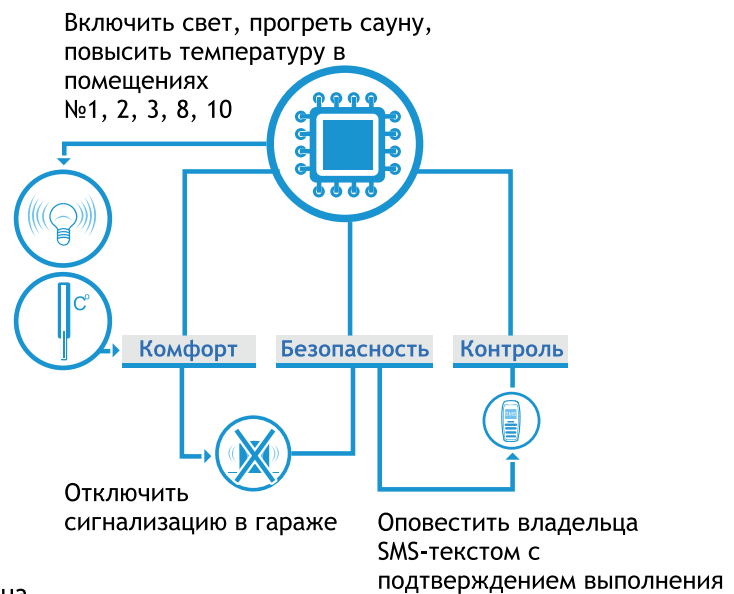 Включить свет, прогреть сауну,
повысить температуру в
помещениях
№1, 2, 3, 8, 10
C°
Комфорт
Безопасность
Контроль
Отключить
сигнализацию в гараже
Оповестить владельца
SMS-текстом с
подтверждением выполнения